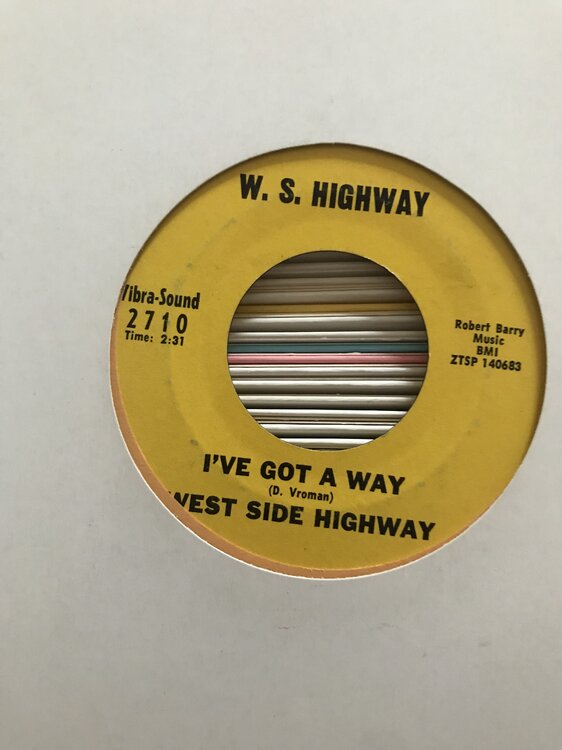 W. S. HIGHWAY
Vibra-Sound
2710
Time: 2:31
Robert Barry
Music
BMI
ZTSP 140683
I'VE GOT A WAY
(D. Vroman)
WEST SIDE HIGHWAY